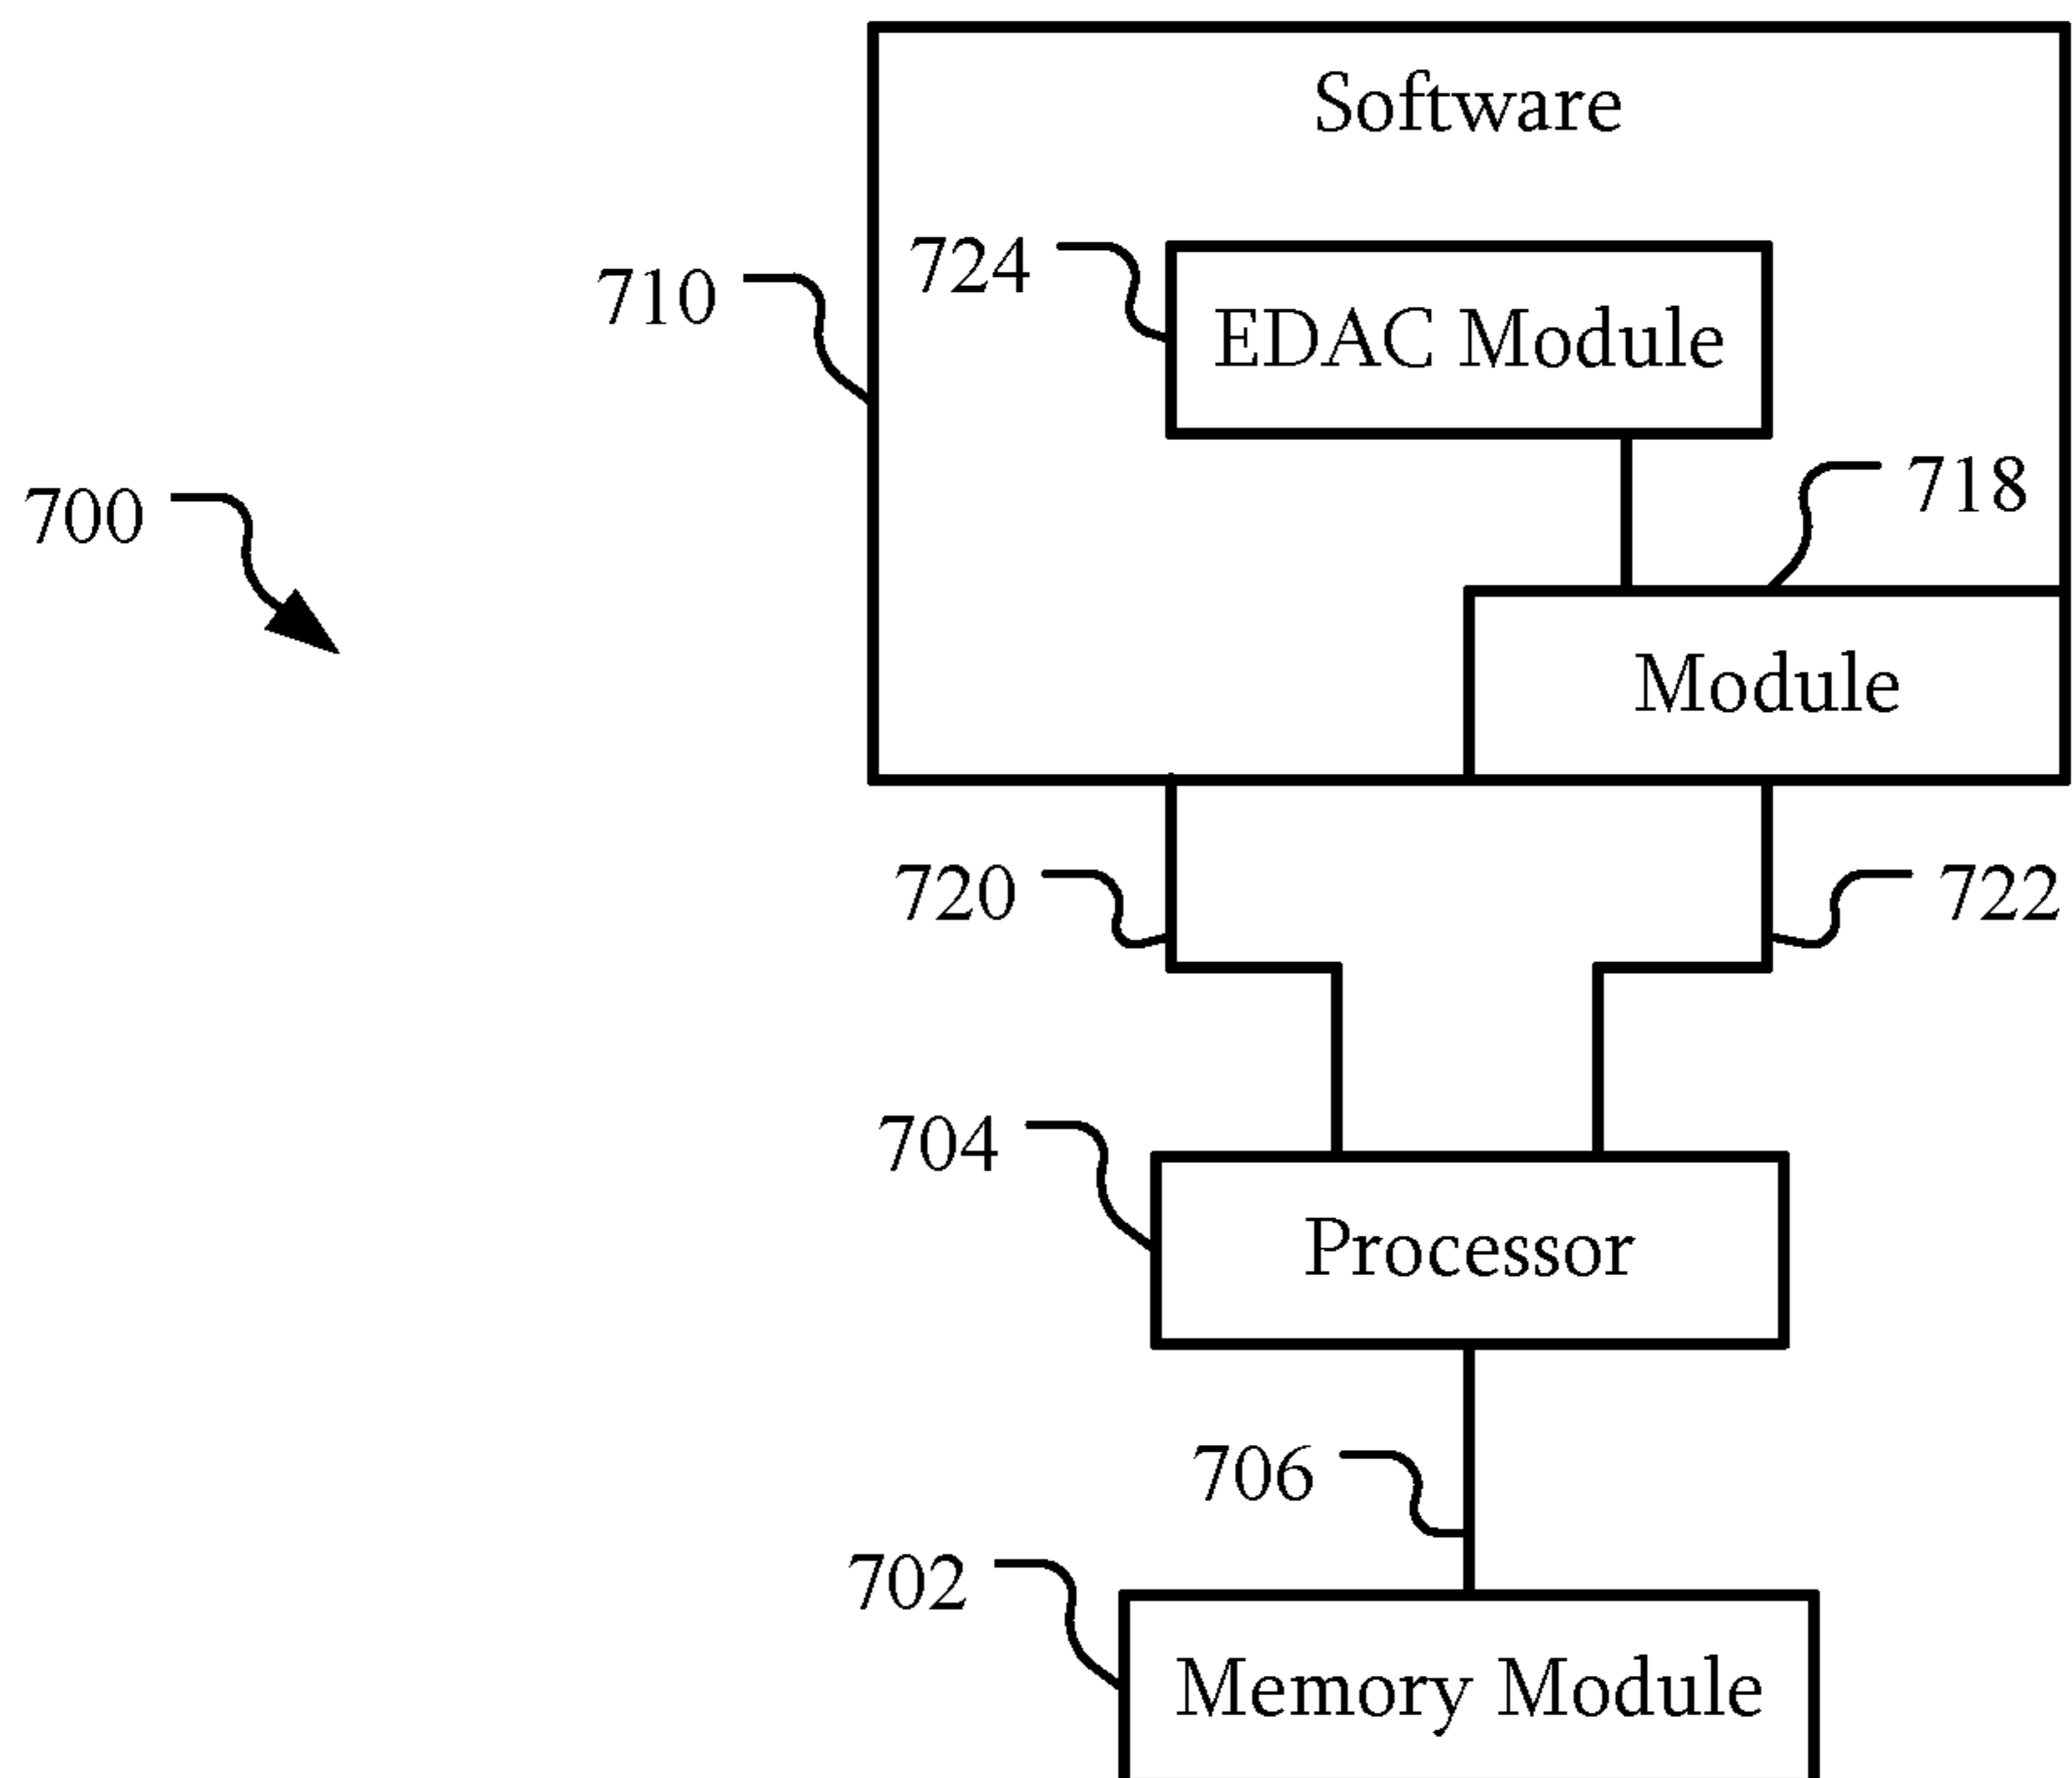 Software
724
710
EDAC Module
718
700
Module
720
722
704
Processor
706
702
Memory Module